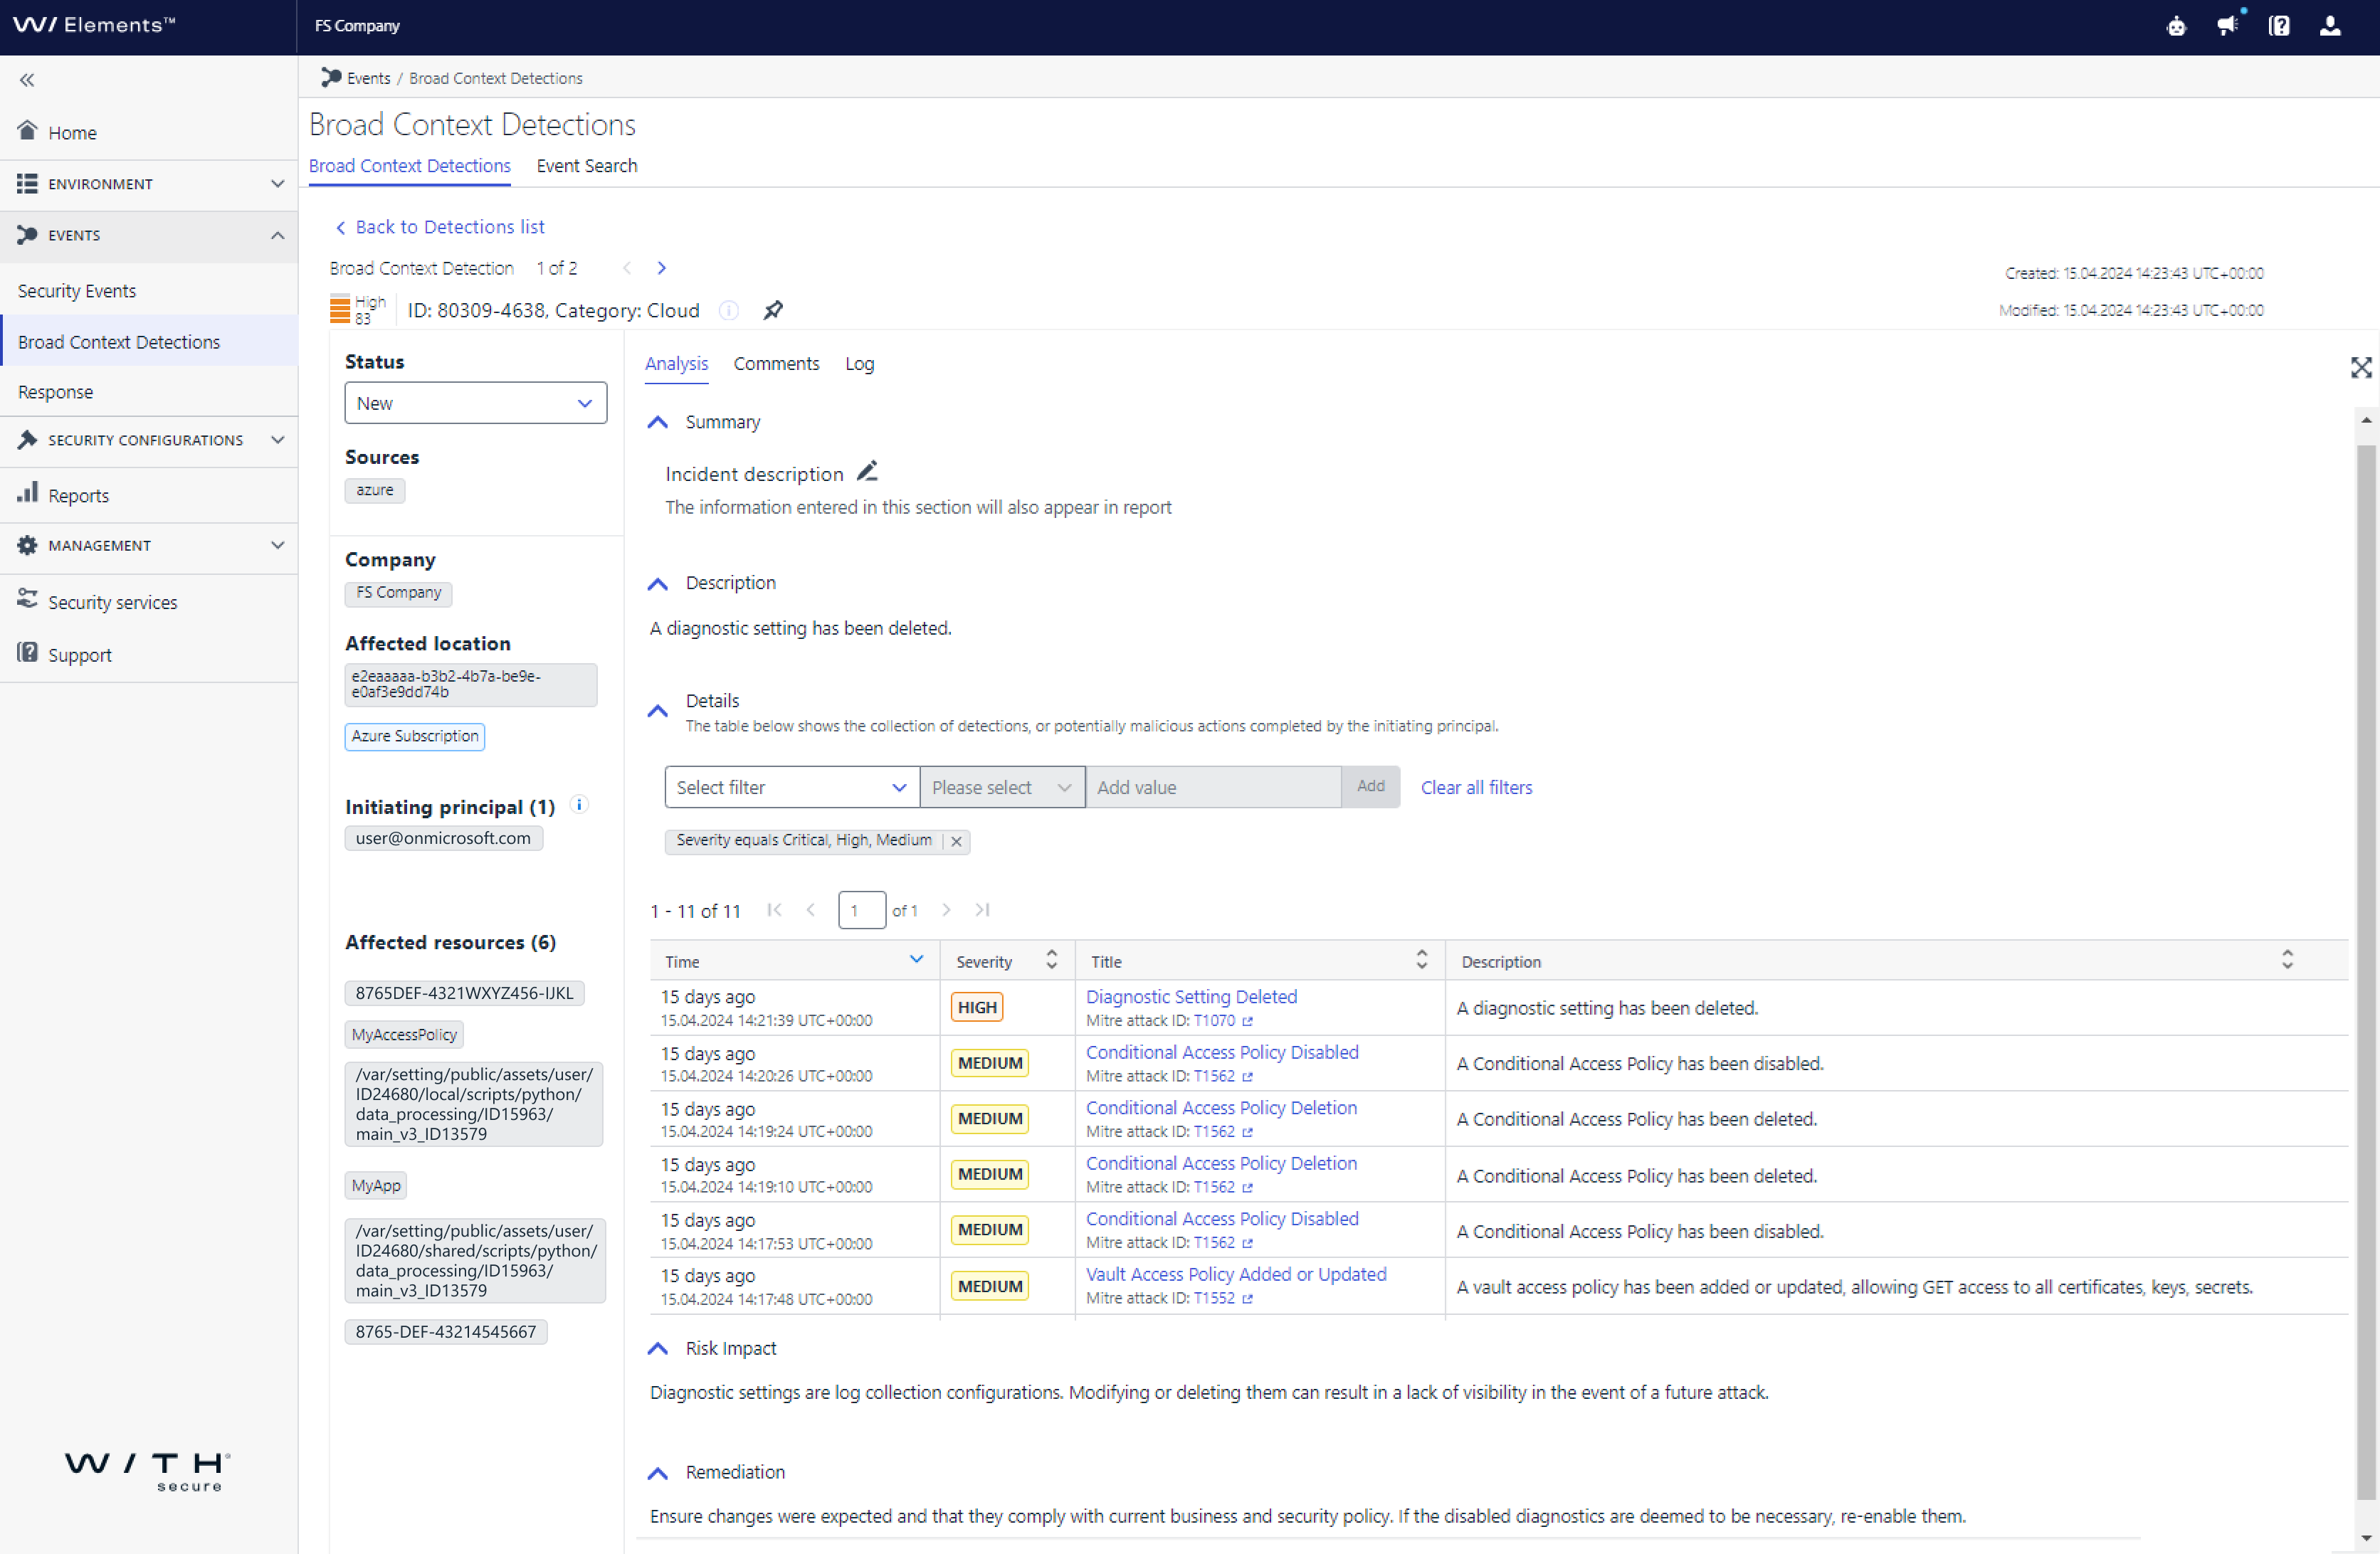 W/ Elements™
FS Company
Events / Broad Context Detections
Home
ENVIRONMENT
EVENTS
Security Events
Broad Context Detections
Response
SECURITY CONFIGURATIONS
Reports
MANAGEMENT
Security services
Support
W / T H®
secure
Broad Context Detections
Broad Context Detections
Event Search
Back to Detections list
Broad Context Detection 1 of 2
Created: 15.04.2024 14:23:43 UTC+00:00
High
83
ID: 80309-4638, Category: Cloud
Modified: 15.04.2024 14:23:43 UTC+00:00
Status
New
Sources
azure
Company
FS Company
Affected location
e2eaaaaa-b3b2-4b7a-be9e-
e0af3e9dd74b
Azure Subscription
Initiating principal (1)
user@onmicrosoft.com
Affected resources (6)
8765DEF-4321WXYZ456-IJKL
MyAccessPolicy
/var/setting/public/assets/user/
ID24680/local/scripts/python/
data_processing/ID15963/
main_v3_ID13579
MyApp
/var/setting/public/assets/user/
ID24680/shared/scripts/python/
data_processing/ID15963/
main_v3_ID13579
8765-DEF-43214545667
Analysis Comments Log
Summary
Incident description
The information entered in this section will also appear in report
Description
A diagnostic setting has been deleted.
Details
The table below shows the collection of detections, or potentially malicious actions completed by the initiating principal.
Select filter Please select Add value Add Clear all filters
Severity equals Critical, High, Medium
1 - 11 of 11 1 of 1
Time Severity Title Description
15 days ago
15.04.2024 14:21:39 UTC+00:00
HIGH
Diagnostic Setting Deleted
Mitre attack ID: T1070
A diagnostic setting has been deleted.
15 days ago
15.04.2024 14:20:26 UTC+00:00
MEDIUM
Conditional Access Policy Disabled
Mitre attack ID: T1562
A Conditional Access Policy has been disabled.
15 days ago
15.04.2024 14:19:24 UTC+00:00
MEDIUM
Conditional Access Policy Deletion
Mitre attack ID: T1562
A Conditional Access Policy has been deleted.
15 days ago
15.04.2024 14:19:10 UTC+00:00
MEDIUM
Conditional Access Policy Deletion
Mitre attack ID: T1562
A Conditional Access Policy has been deleted.
15 days ago
15.04.2024 14:17:53 UTC+00:00
MEDIUM
Conditional Access Policy Disabled
Mitre attack ID: T1562
A Conditional Access Policy has been disabled.
15 days ago
15.04.2024 14:17:48 UTC+00:00
MEDIUM
Vault Access Policy Added or Updated
Mitre attack ID: T1552
A vault access policy has been added or updated, allowing GET access to all certificates, keys, secrets.
Risk Impact
Diagnostic settings are log collection configurations. Modifying or deleting them can result in a lack of visibility in the event of a future attack.
Remediation
Ensure changes were expected and that they comply with current business and security policy. If the disabled diagnostics are deemed to be necessary, re-enable them.